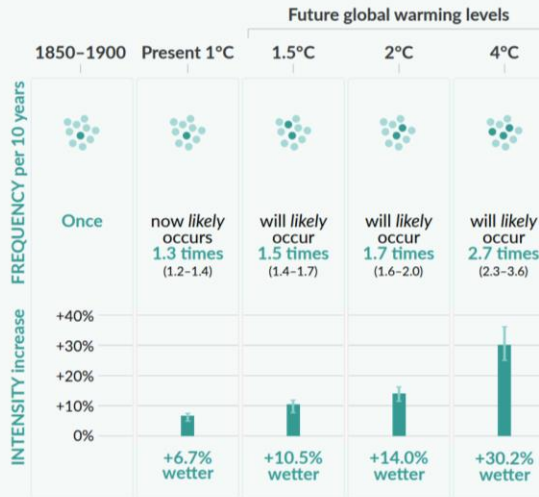 Future global warming levels
1850–1900 Present 1°C 1.5°C 2°C 4°C
FREQUENCY per 10 years
Once
now likely occurs 1.3 times (1.2–1.4)
will likely occur 1.5 times (1.4–1.7)
will likely occur 1.7 times (1.6–2.0)
will likely occur 2.7 times (2.3–3.6)
INTENSITY increase
+40%
+30%
+20%
+10%
0%
+6.7% wetter
+10.5% wetter
+14.0% wetter
+30.2% wetter